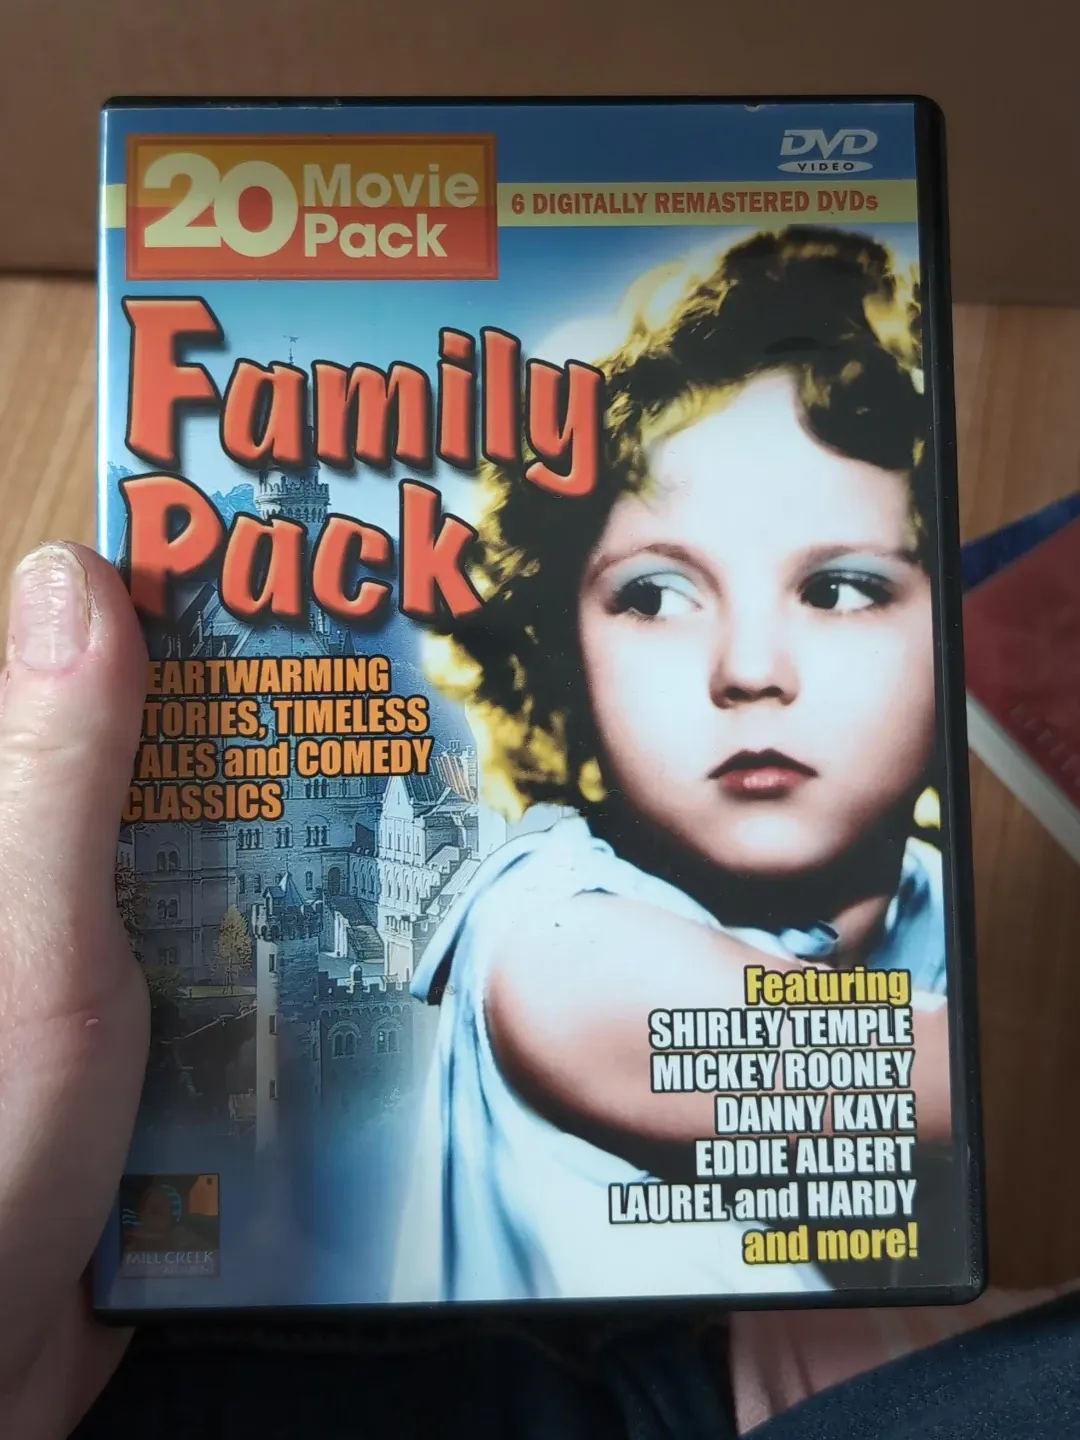 20 Movie
Pack
DVD
VIDEO
6 DIGITALLY REMASTERED DVDs
Family
Pack
EARTWARMING
TORIES, TIMELESS
ALES and COMEDY
CLASSICS
Featuring
SHIRLEY TEMPLE
MICKEY ROONEY
DANNY KAYE
EDDIE ALBERT
LAUREL and HARDY
and more!
MILL CREEK